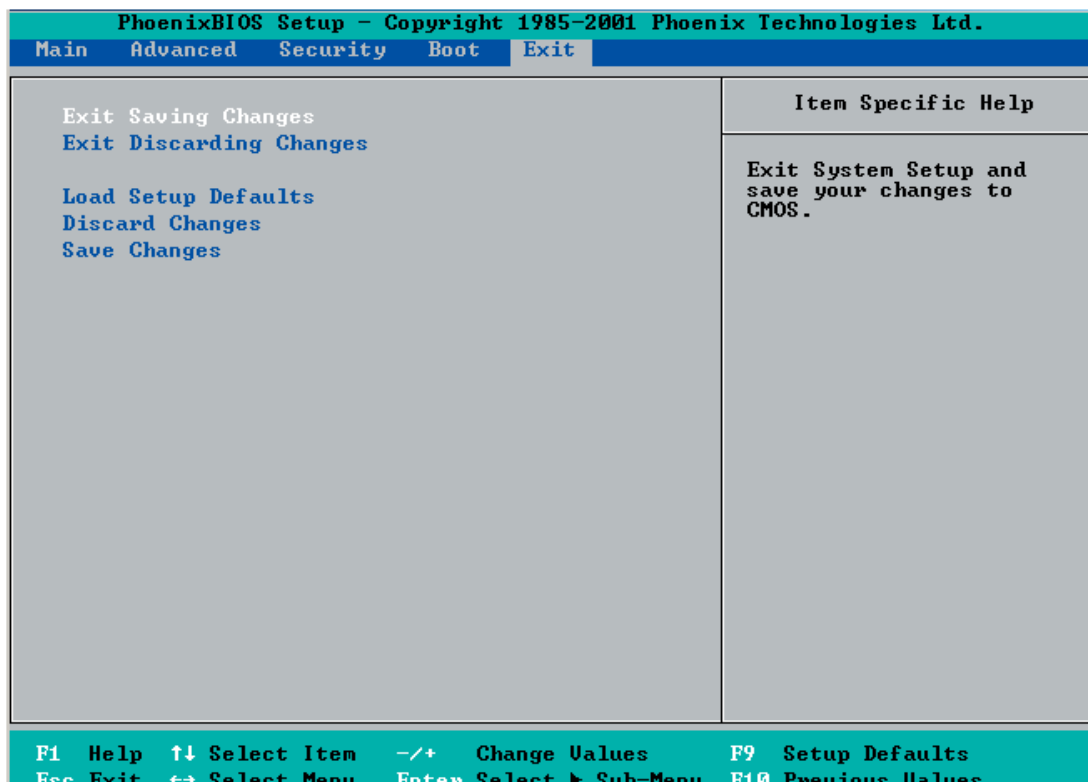 PhoenixBIOS Setup - Copyright 1985-2001 Phoenix Technologies Ltd.
Main Advanced Security Boot Exit
Exit Saving Changes
Exit Discarding Changes
Load Setup Defaults
Discard Changes
Save Changes
Item Specific Help
Exit System Setup and
save your changes to
CMOS.
F1 Help ↑↓ Select Item -/+ Change Values F9 Setup Defaults
Esc Exit ↔ Select Menu Enter Select ▶ Sub-Menu F10 Previous Values